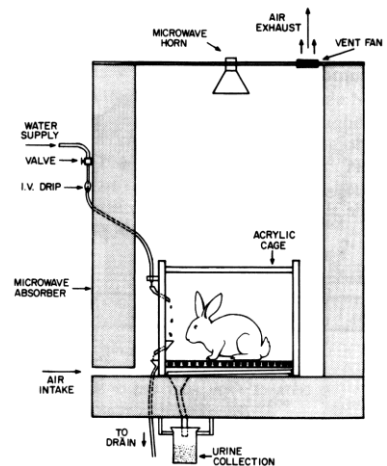 AIR
EXHAUST
MICROWAVE
HORN
VENT FAN
WATER
SUPPLY
VALVE
I.V. DRIP
ACRYLIC
CAGE
MICROWAVE
ABSORBER
AIR
INTAKE
TO
DRAIN
URINE
COLLECTION